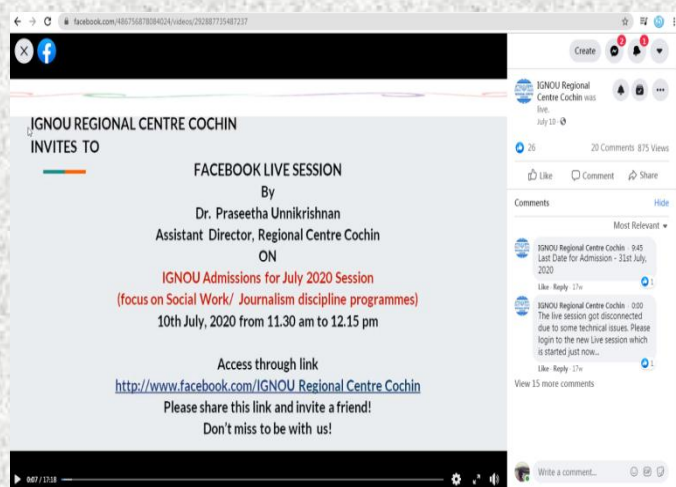 facebook.com/486756878084024/videos/292887735487237
Create
2
1
IGNOU REGIONAL CENTRE COCHIN
INVITES TO
FACEBOOK LIVE SESSION
By
Dr. Praseetha Unnikrishnan
Assistant Director, Regional Centre Cochin
ON
IGNOU Admissions for July 2020 Session
(focus on Social Work/ Journalism discipline programmes)
10th July, 2020 from 11.30 am to 12.15 pm
Access through link
http://www.facebook.com/IGNOU Regional Centre Cochin
Please share this link and invite a friend!
Don't miss to be with us!
0:07 / 17:18
IGNOU Regional
Centre Cochin was
live.
July 10 ·
26
20 Comments 875 Views
Like Comment Share
Comments
Hide
Most Relevant
IGNOU Regional Centre Cochin · 9:45
Last Date for Admission - 31st July,
2020
1
Like · Reply · 17w
IGNOU Regional Centre Cochin · 0:00
The live session got disconnected
due to some technical issues. Please
login to the new Live session which
is started just now...
1
Like · Reply · 17w
View 15 more comments
Write a comment...